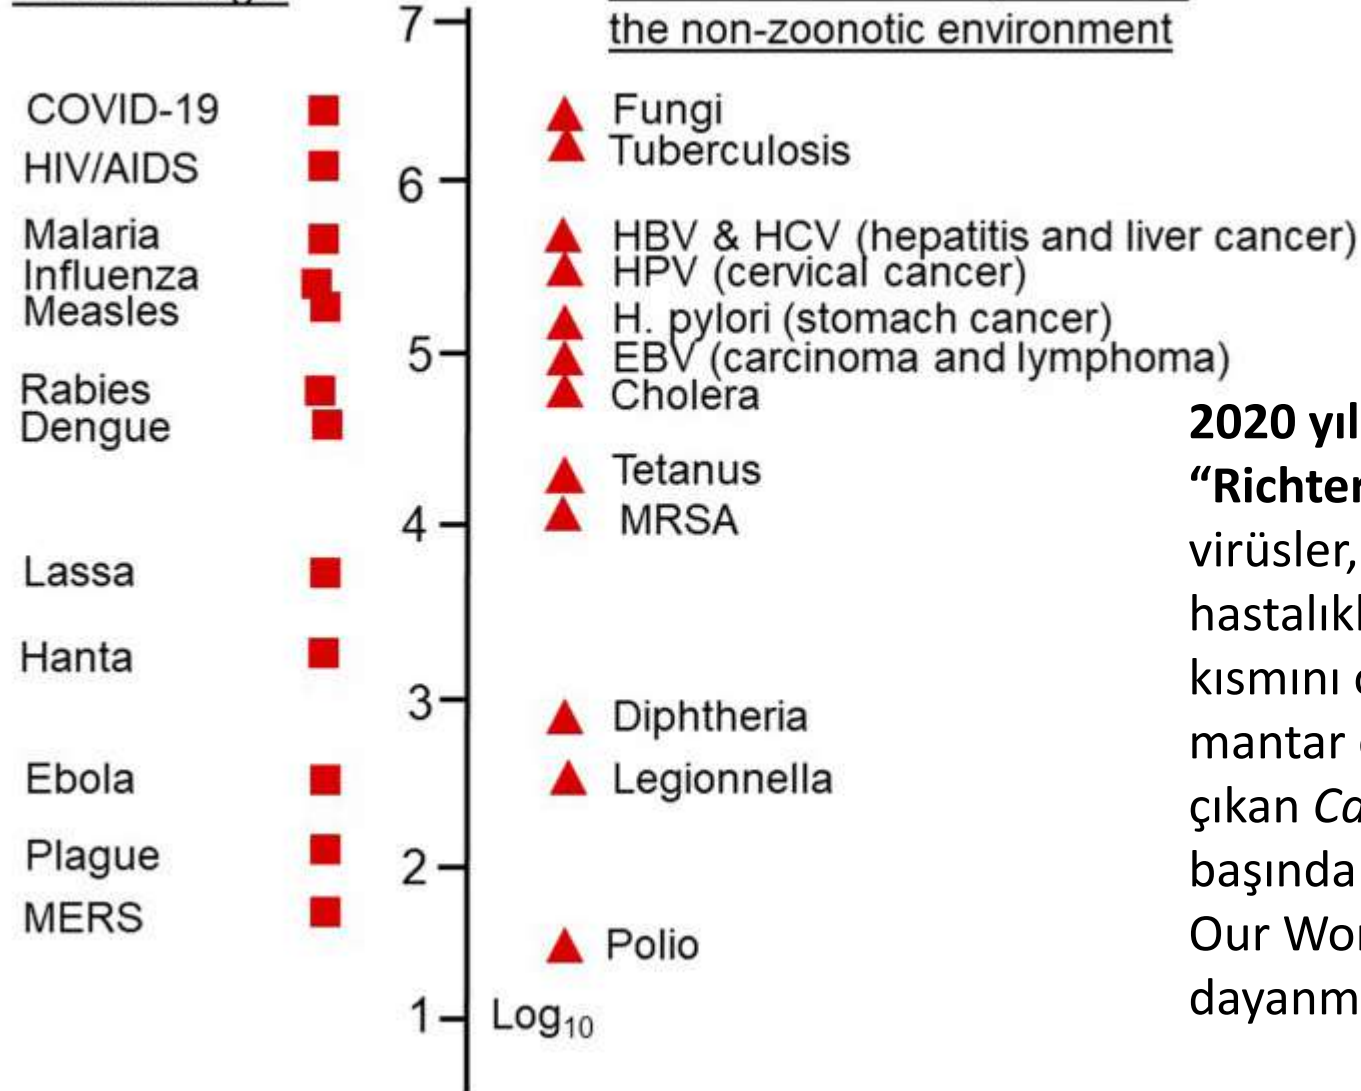 the non-zoonotic environment
7
COVID-19
Fungi
HIV/AIDS
Tuberculosis
6
Malaria
HBV & HCV (hepatitis and liver cancer)
Influenza
HPV (cervical cancer)
Measles
H. pylori (stomach cancer)
5
EBV (carcinoma and lymphoma)
Rabies
Cholera
Dengue
Tetanus
4
MRSA
Lassa
Hanta
3
Diphtheria
Ebola
Legionnella
Plague
2
MERS
Polio
1
Log10
2020 yıl
“Richter
virüsler,
hastalıkl
kısmını
mantar
çıkan Ca
başında
Our Wor
dayanm